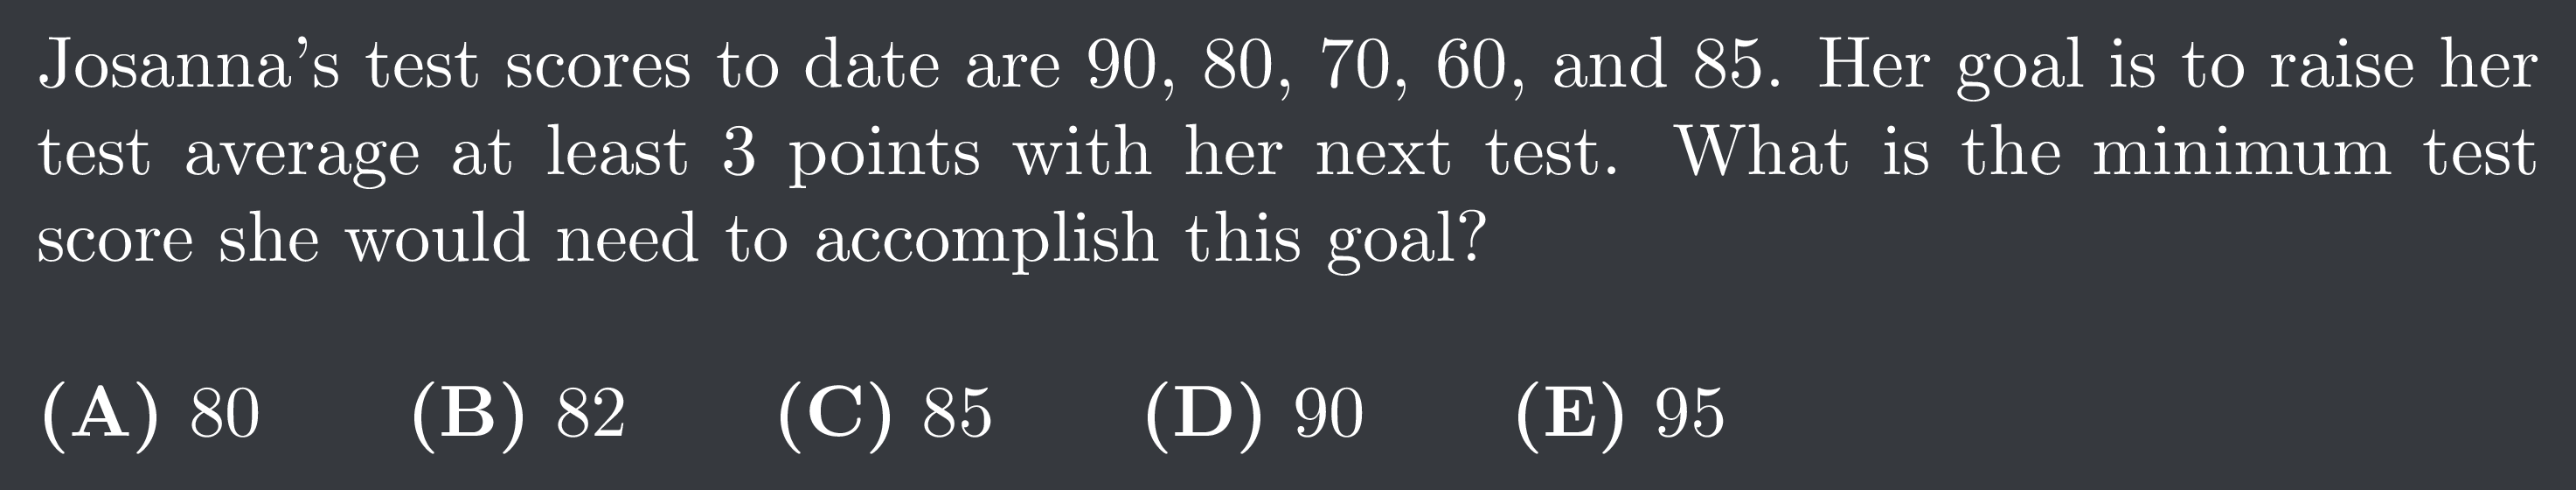 Josanna's test scores to date are 90, 80, 70, 60, and 85. Her goal is to raise her
test average at least 3 points with her next test. What is the minimum test
score she would need to accomplish this goal?
(A) 80 (B) 82 (C) 85 (D) 90 (E) 95